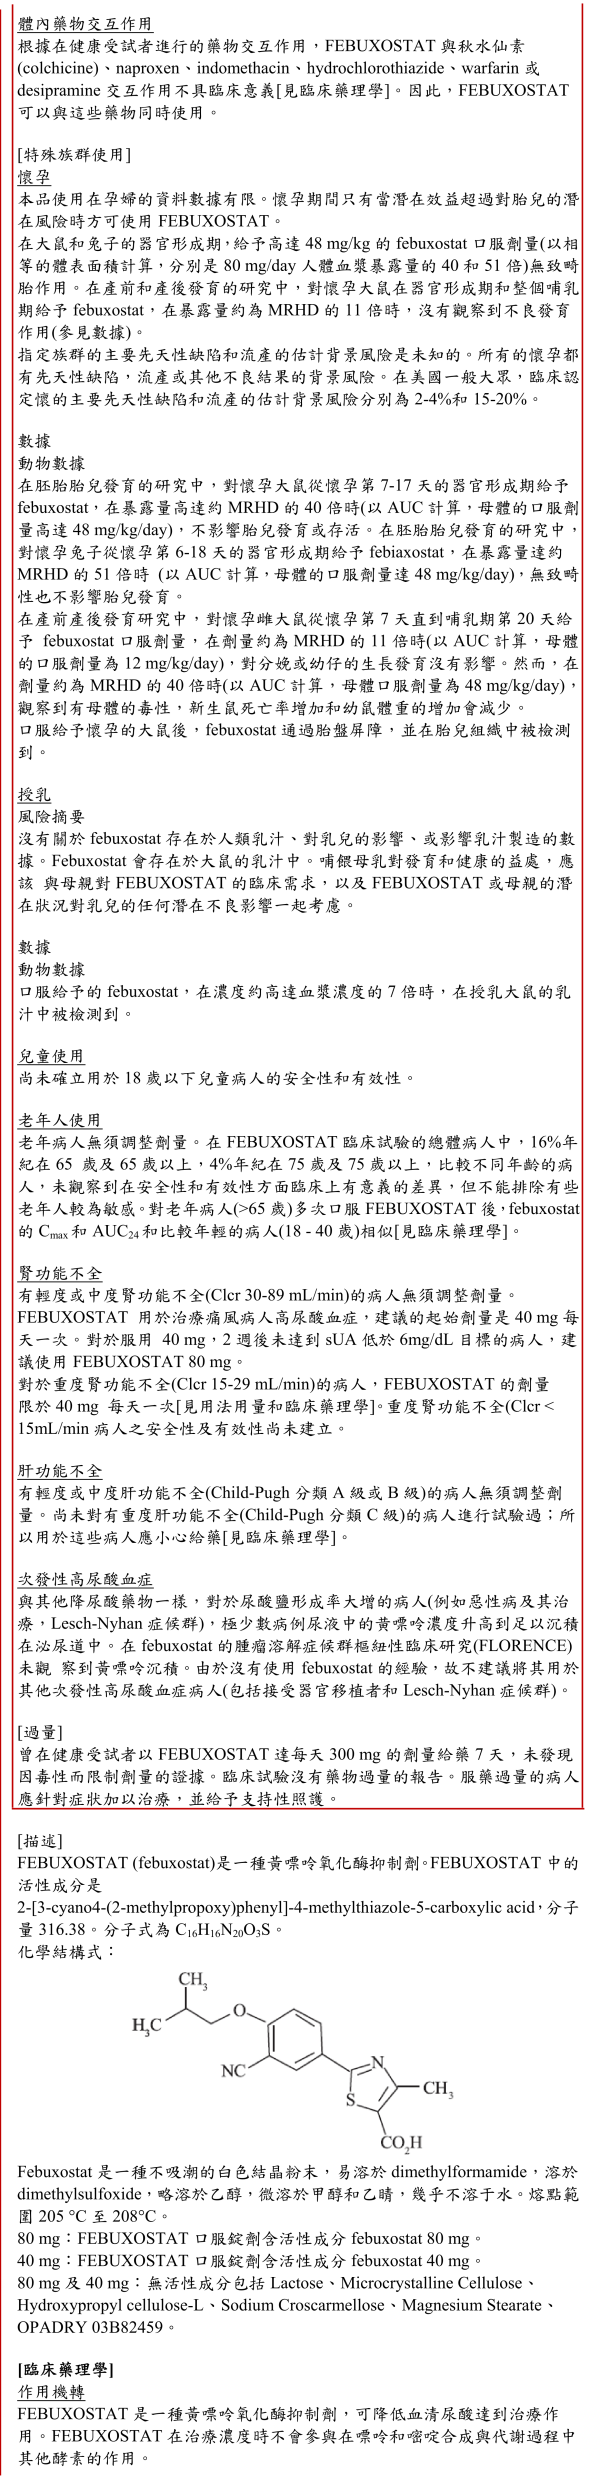 體內藥物交互作用
根據在健康受試者進行的藥物交互作用，FEBUXOSTAT 與秋水仙素
(colchicine)、naproxen、indomethacin、hydrochlorothiazide、warfarin 或
desipramine 交互作用不具臨床意義[見臨床藥理學]。因此，FEBUXOSTAT
可以與這些藥物同時使用。
[特殊族群使用]
懷孕
本品使用在孕婦的資料數據有限。懷孕期間只有當潛在效益超過對胎兒的潛
在風險時方可使用 FEBUXOSTAT。
在大鼠和兔子的器官形成期，給予高達 48 mg/kg 的 febuxostat 口服劑量(以相
等的體表面積計算，分別是 80 mg/day 人體血漿暴露量的 40 和 51 倍)無致畸
胎作用。在產前和產後發育的研究中，對懷孕大鼠在器官形成期和整個哺乳
期給予 febuxostat，在暴露量約為 MRHD 的 11 倍時，沒有觀察到不良發育
作用(參見數據)。
指定族群的主要先天性缺陷和流產的估計背景風險是未知的。所有的懷孕都
有先天性缺陷，流產或其他不良結果的背景風險。在美國一般大眾，臨床認
定懷的主要先天性缺陷和流產的估計背景風險分別為 2-4%和 15-20%。
數據
動物數據
在胚胎胎兒發育的研究中，對懷孕大鼠從懷孕第 7-17 天的器官形成期給予
febuxostat，在暴露量高達約 MRHD 的 40 倍時(以 AUC 計算，母體的口服劑
量高達 48 mg/kg/day)，不影響胎兒發育或存活。在胚胎胎兒發育的研究中，
對懷孕兔子從懷孕第 6-18 天的器官形成期給予 febiaxostat，在暴露量達約
MRHD 的 51 倍時 (以 AUC 計算，母體的口服劑量達 48 mg/kg/day)，無致畸
性也不影響胎兒發育。
在產前產後發育研究中，對懷孕雌大鼠從懷孕第 7 天直到哺乳期第 20 天給
予 febuxostat 口服劑量，在劑量約為 MRHD 的 11 倍時(以 AUC 計算，母體
的口服劑量為 12 mg/kg/day)，對分娩或幼仔的生長發育沒有影響。然而，在
劑量約為 MRHD 的 40 倍時(以 AUC 計算，母體口服劑量為 48 mg/kg/day)，
觀察到有母體的毒性，新生鼠死亡率增加和幼鼠體重的增加會減少。
口服給予懷孕的大鼠後，febuxostat 通過胎盤屏障，並在胎兒組織中被檢測
到。
授乳
風險摘要
沒有關於 febuxostat 存在於人類乳汁、對乳兒的影響、或影響乳汁製造的數
據。Febuxostat 會存在於大鼠的乳汁中。哺餵母乳對發育和健康的益處，應
該 與母親對 FEBUXOSTAT 的臨床需求，以及 FEBUXOSTAT 或母親的潛
在狀況對乳兒的任何潛在不良影響一起考慮。
數據
動物數據
口服給予的 febuxostat，在濃度約高達血漿濃度的 7 倍時，在授乳大鼠的乳
汁中被檢測到。
兒童使用
尚未確立用於 18 歲以下兒童病人的安全性和有效性。
老年人使用
老年病人無須調整劑量。在 FEBUXOSTAT 臨床試驗的總體病人中，16%年
紀在 65 歲及 65 歲以上，4%年紀在 75 歲及 75 歲以上，比較不同年齡的病
人，未觀察到在安全性和有效性方面臨床上有意義的差異，但不能排除有些
老年人較為敏感。對老年病人(>65 歲)多次口服 FEBUXOSTAT 後，febuxostat
的 Cmax 和 AUC24 和比較年輕的病人(18 - 40 歲)相似[見臨床藥理學]。
腎功能不全
有輕度或中度腎功能不全(Clcr 30-89 mL/min)的病人無須調整劑量。
FEBUXOSTAT 用於治療痛風病人高尿酸血症，建議的起始劑量是 40 mg 每
天一次。對於服用 40 mg，2 週後未達到 sUA 低於 6mg/dL 目標的病人，建
議使用 FEBUXOSTAT 80 mg。
對於重度腎功能不全(Clcr 15-29 mL/min)的病人，FEBUXOSTAT 的劑量
限於 40 mg 每天一次[見用法用量和臨床藥理學]。重度腎功能不全(Clcr <
15mL/min 病人之安全性及有效性尚未建立。
肝功能不全
有輕度或中度肝功能不全(Child-Pugh 分類 A 級或 B 級)的病人無須調整劑
量。尚未對有重度肝功能不全(Child-Pugh 分類 C 級)的病人進行試驗過；所
以用於這些病人應小心給藥[見臨床藥理學]。
次發性高尿酸血症
與其他降尿酸藥物一樣，對於尿酸鹽形成率大增的病人(例如惡性病及其治
療，Lesch-Nyhan 症候群)，極少數病例尿液中的黃嘌呤濃度升高到足以沉積
在泌尿道中。在 febuxostat 的腫瘤溶解症候群樞紐性臨床研究(FLORENCE)
未觀 察到黃嘌呤沉積。由於沒有使用 febuxostat 的經驗，故不建議將其用於
其他次發性高尿酸血症病人(包括接受器官移植者和 Lesch-Nyhan 症候群)。
[過量]
曾在健康受試者以 FEBUXOSTAT 達每天 300 mg 的劑量給藥 7 天，未發現
因毒性而限制劑量的證據。臨床試驗沒有藥物過量的報告。服藥過量的病人
應針對症狀加以治療，並給予支持性照護。
[描述]
FEBUXOSTAT (febuxostat)是一種黃嘌呤氧化酶抑制劑。FEBUXOSTAT 中的
活性成分是
2-[3-cyano4-(2-methylpropoxy)phenyl]-4-methylthiazole-5-carboxylic acid，分子
量 316.38。分子式為 C16H16N20O3S。
化學結構式：
CH3
H3C
O
NC
N
S
CH3
CO2H
Febuxostat 是一種不吸潮的白色結晶粉末，易溶於 dimethylformamide，溶於
dimethylsulfoxide，略溶於乙醇，微溶於甲醇和乙晴，幾乎不溶于水。熔點範
圍 205 °C 至 208°C。
80 mg：FEBUXOSTAT 口服錠劑含活性成分 febuxostat 80 mg。
40 mg：FEBUXOSTAT 口服錠劑含活性成分 febuxostat 40 mg。
80 mg 及 40 mg：無活性成分包括 Lactose、Microcrystalline Cellulose、
Hydroxypropyl cellulose-L、Sodium Croscarmellose、Magnesium Stearate、
OPADRY 03B82459。
[臨床藥理學]
作用機轉
FEBUXOSTAT 是一種黃嘌呤氧化酶抑制劑，可降低血清尿酸達到治療作
用。FEBUXOSTAT 在治療濃度時不會參與在嘌呤和嘧啶合成與代謝過程中
其他酵素的作用。